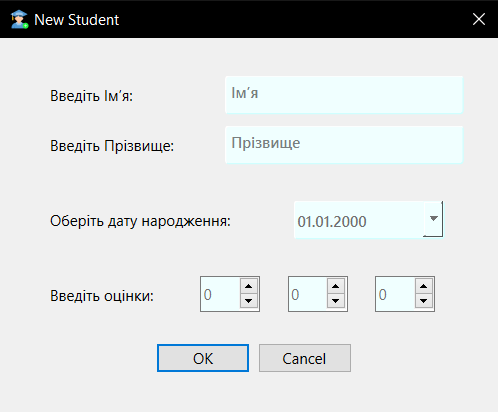 New Student
Введіть Ім'я: Ім'я
Введіть Прізвище: Прізвище
Оберіть дату народження: 01.01.2000
Введіть оцінки: 0 0 0
OK Cancel